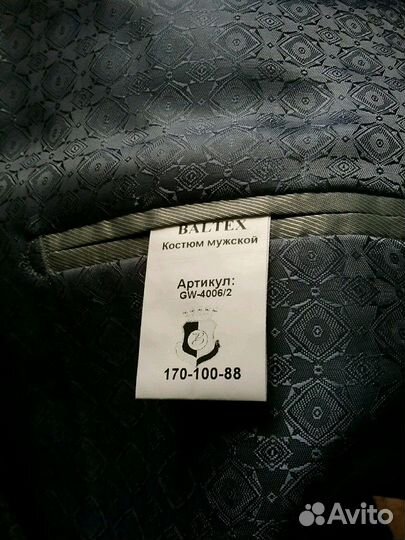 BALTEX
Костюм мужской
Артикул:
GW-4006/2
B
170-100-88
Avito